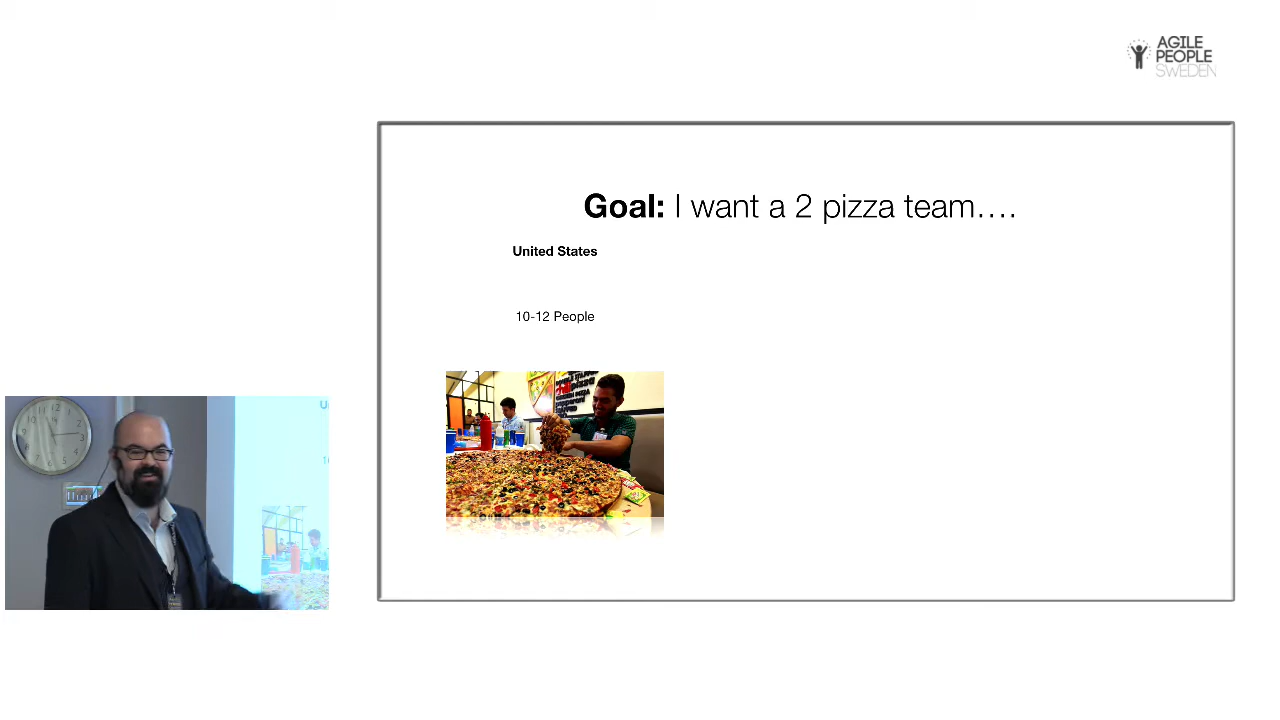 AGILE
PEOPLE
SWEDEN
Goal: I want a 2 pizza team….
United States
10-12 People